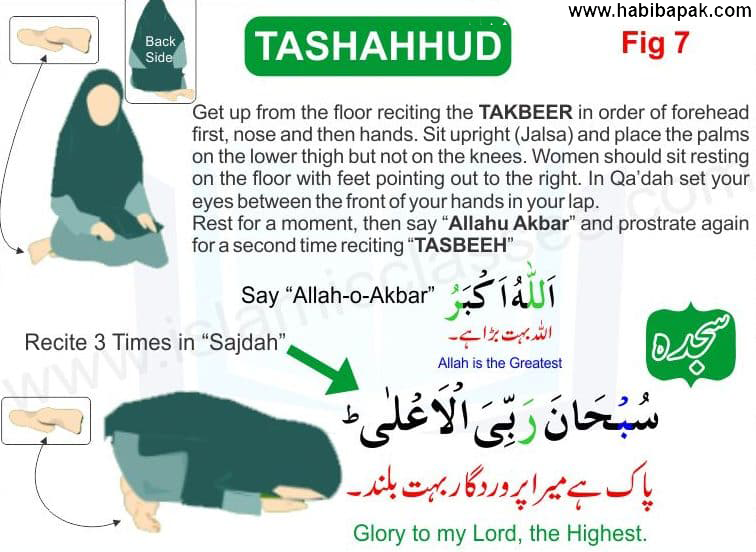 www.habibapak.com
Back
Side
TASHAHHUD
Fig 7
Get up from the floor reciting the TAKBEER in order of forehead
first, nose and then hands. Sit upright (Jalsa) and place the palms
on the lower thigh but not on the knees. Women should sit resting
on the floor with feet pointing out to the right. In Qa’dah set your
eyes between the front of your hands in your lap.
Rest for a moment, then say “Allahu Akbar” and prostrate again
for a second time reciting “TASBEEH”
Say “Allah-o-Akbar”
اَللّٰهُ اَكْبَرُ
اللہ بہت بڑا ہے۔
Allah is the Greatest
سجدہ
Recite 3 Times in “Sajdah”
سُبْحَانَ رَبِّیَ الْاَعْلٰی ؕ
پاک ہے میرا پروردگار بہت بلند۔
Glory to my Lord, the Highest.
www.islamicclasses.com